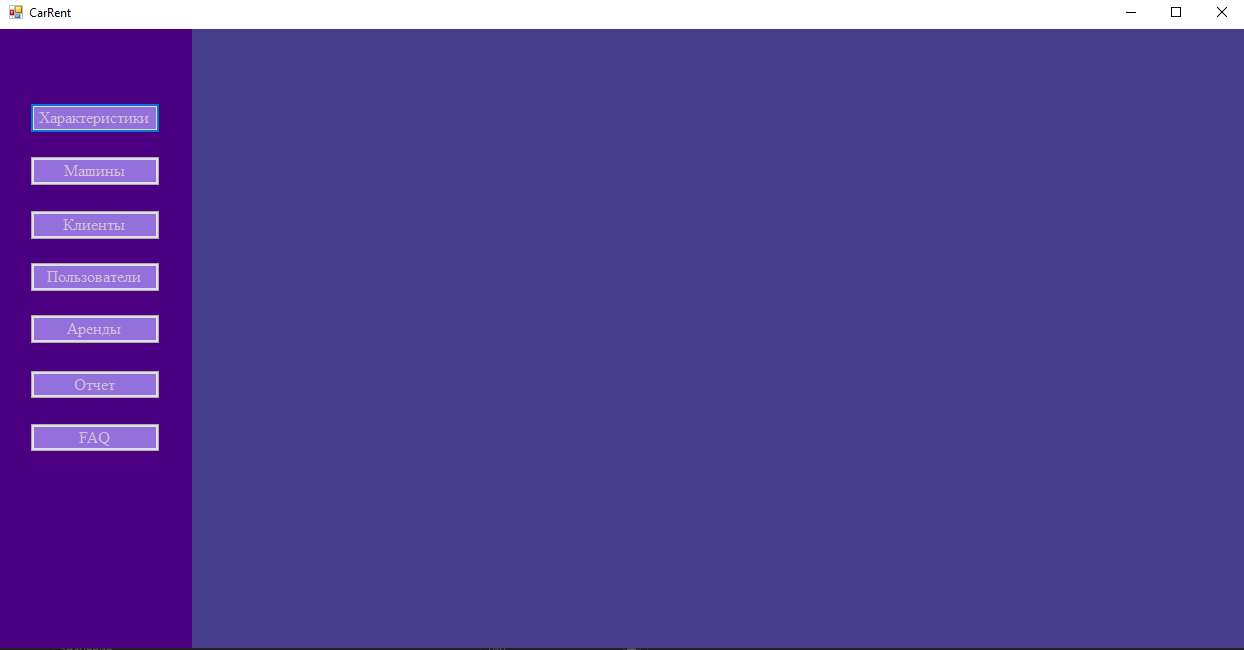 CarRent
Характеристики
Машины
Клиенты
Пользователи
Аренды
Отчет
FAQ